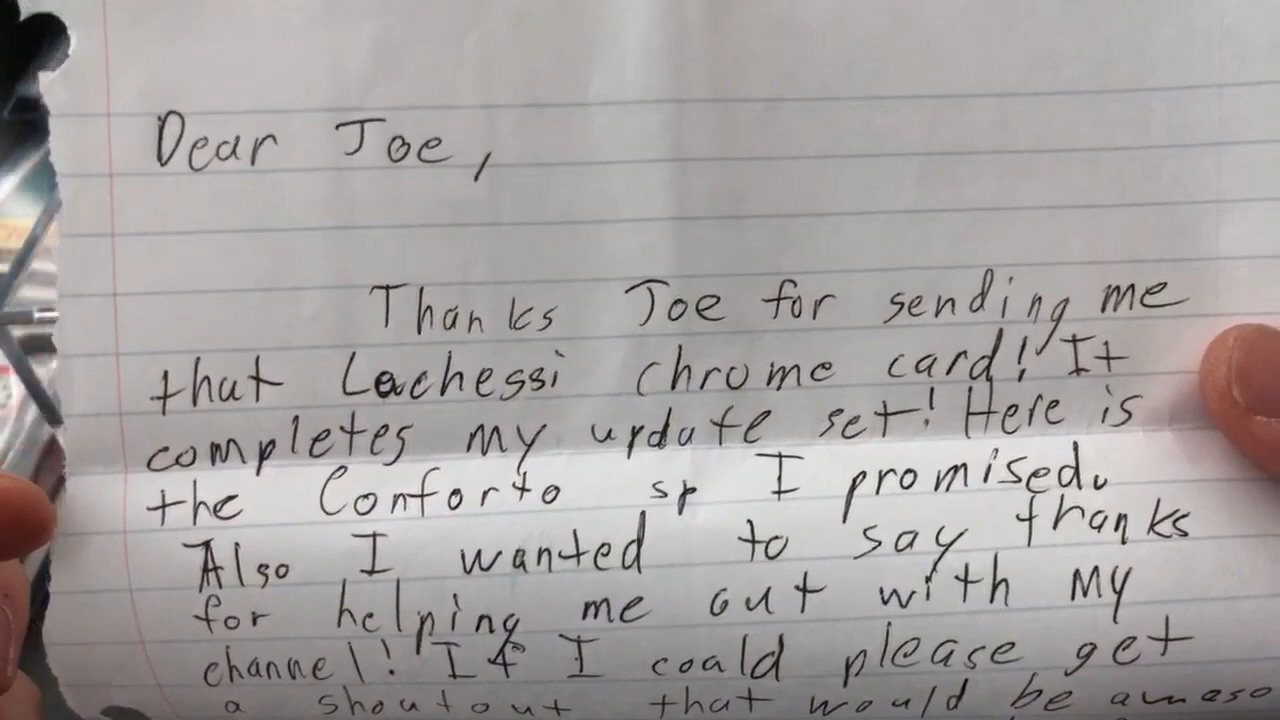 Dear Joe,
Thanks Joe for sending me
that Lochessi chrome card! It
completes my update set! Here is
the Conforto sp I promised.
Also I wanted to say thanks
for helping me out with my
channel! If I could please get
a shoutout that would be